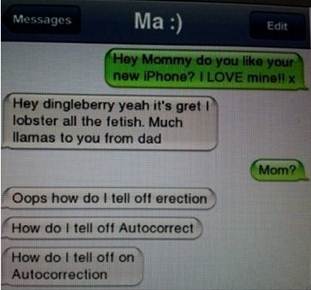 Messages
Ma :)
Edit
Hey Mommy do you like your
new iPhone? I LOVE mine!! x
Hey dingleberry yeah it's gret I
lobster all the fetish. Much
llamas to you from dad
Mom?
Oops how do I tell off erection
How do I tell off Autocorrect
How do I tell off on
Autocorrection